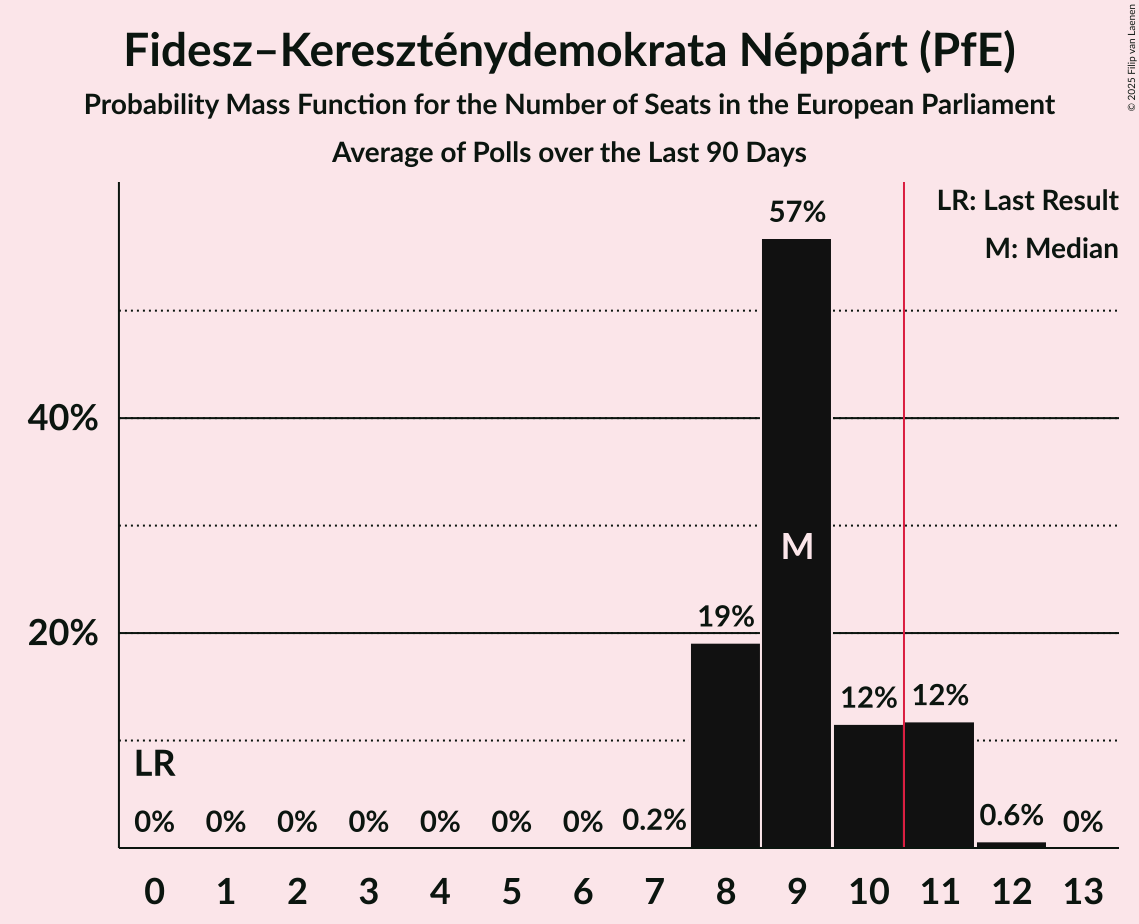 Fidesz–Kereszténydemokrata Néppárt (PfE)
Probability Mass Function for the Number of Seats in the European Parliament
Average of Polls over the Last 90 Days
© 2025 Filip van Laenen
LR: Last Result
M: Median
57%
40%
M
20%
19%
12%
12%
LR
0%
0%
0%
0%
0%
0%
0%
0.2%
0.6%
0%
0 1 2 3 4 5 6 7 8 9 10 11 12 13